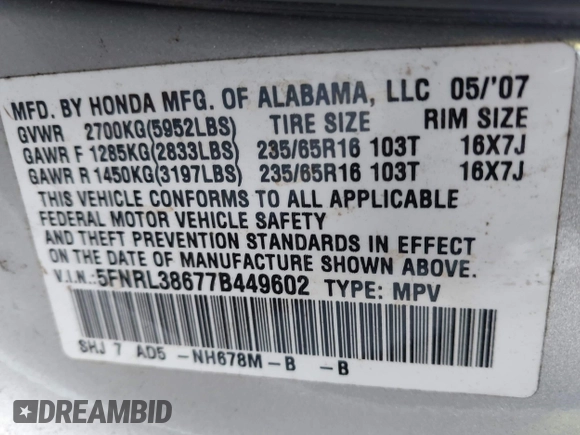 MFD. BY HONDA MFG. OF ALABAMA, LLC 05/'07
GVWR 2700KG(5952LBS) TIRE SIZE RIM SIZE
GAWR F 1285KG(2833LBS) 235/65R16 103T 16X7J
GAWR R 1450KG(3197LBS) 235/65R16 103T 16X7J
THIS VEHICLE CONFORMS TO ALL APPLICABLE
FEDERAL MOTOR VEHICLE SAFETY
AND THEFT PREVENTION STANDARDS IN EFFECT
ON THE DATE OF MANUFACTURE SHOWN ABOVE.
V.I.N.:5FNRL38677B449602 TYPE: MPV
SHJ 7 AD5 -NH678M-B -B
DREAMBID